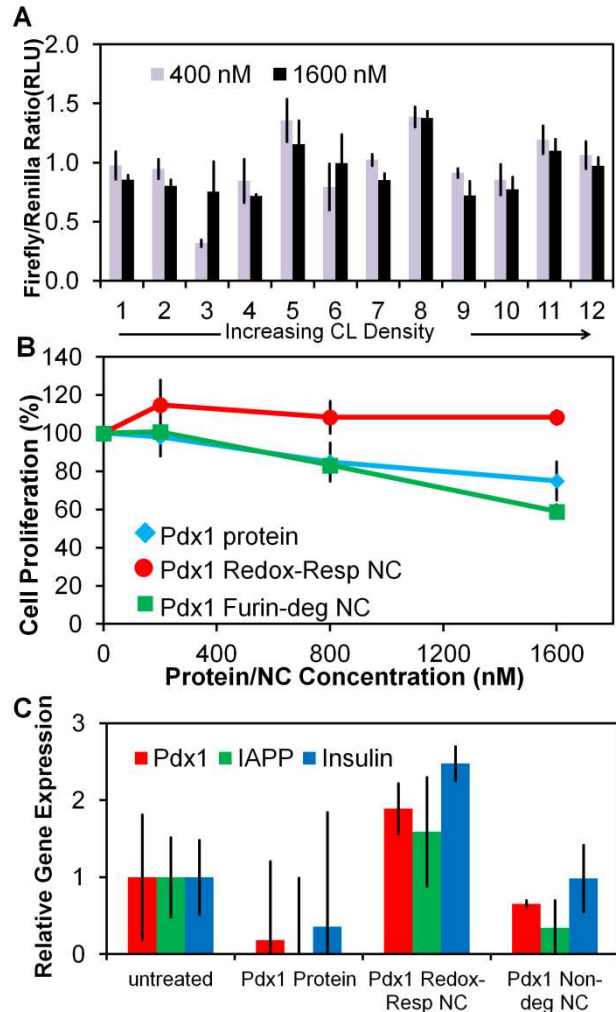 A
Firefly/Renilla Ratio(RLU)
2.0
1.5
1.0
0.5
0.0
400 nM 1600 nM
1 2 3 4 5 6 7 8 9 10 11 12
Increasing CL Density
B
Cell Proliferation (%)
140
120
100
80
60
40
20
0
Pdx1 protein
Pdx1 Redox-Resp NC
Pdx1 Furin-deg NC
0 400 800 1200 1600
Protein/NC Concentration (nM)
C
Relative Gene Expression
3
2
1
0
Pdx1 IAPP Insulin
untreated Pdx1 Protein Pdx1 Redox- Pdx1 Non-
Resp NC deg NC